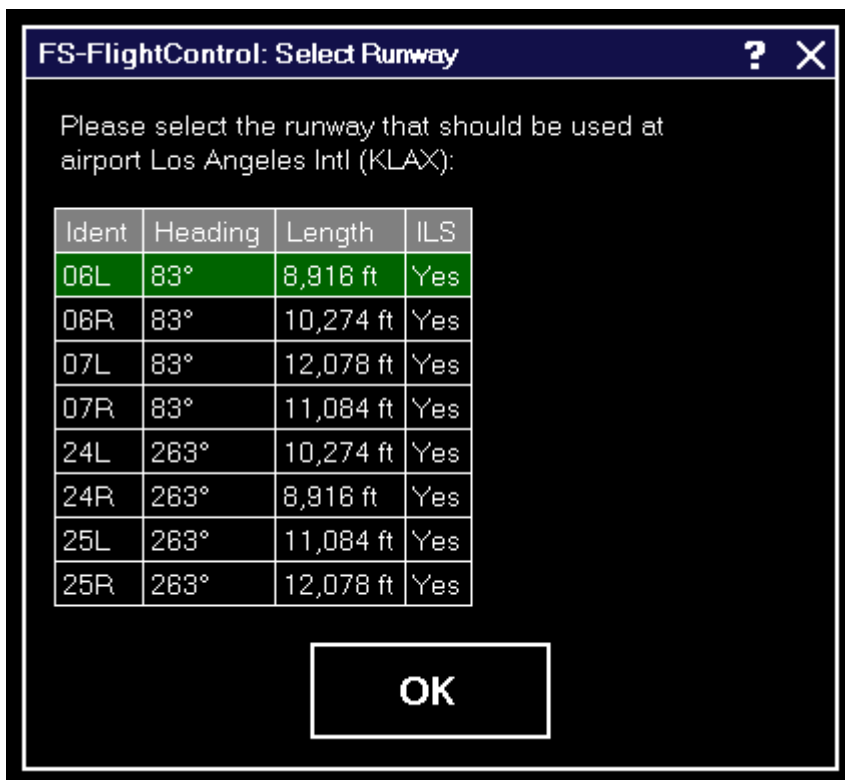 FS-FlightControl: Select Runway ? X
Please select the runway that should be used at
airport Los Angeles Intl (KLAX):
Ident Heading Length ILS
06L 83° 8,916 ft Yes
06R 83° 10,274 ft Yes
07L 83° 12,078 ft Yes
07R 83° 11,084 ft Yes
24L 263° 10,274 ft Yes
24R 263° 8,916 ft Yes
25L 263° 11,084 ft Yes
25R 263° 12,078 ft Yes
OK